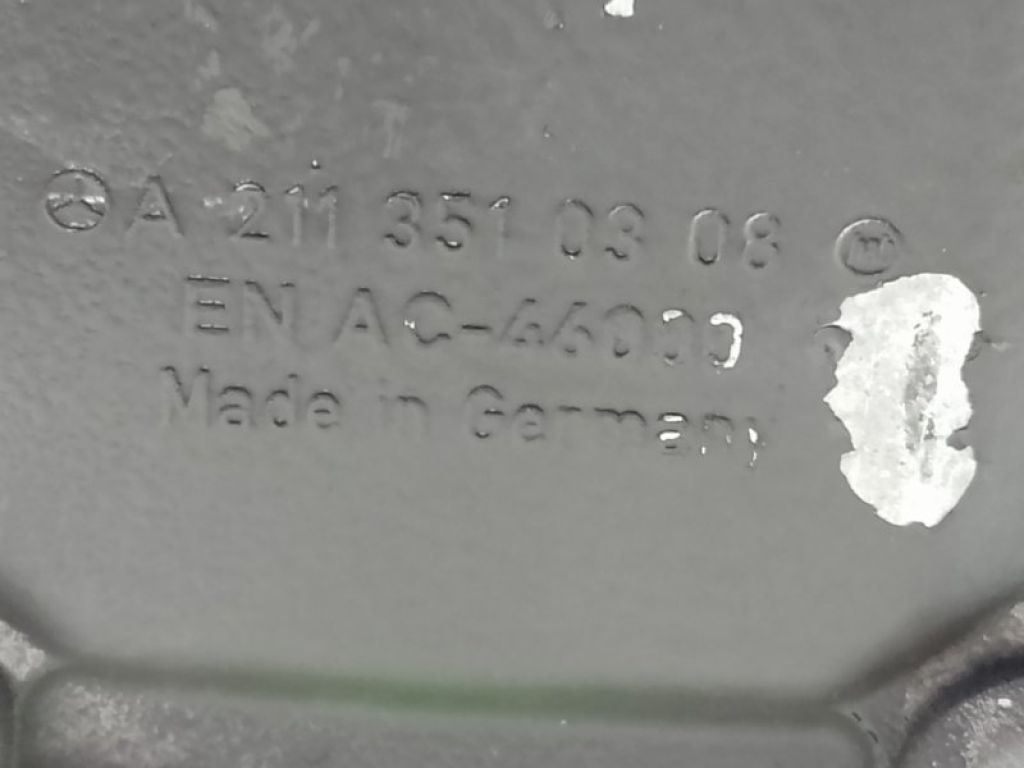 A 211 351 03 08
EN AC-46000
Made in Germany